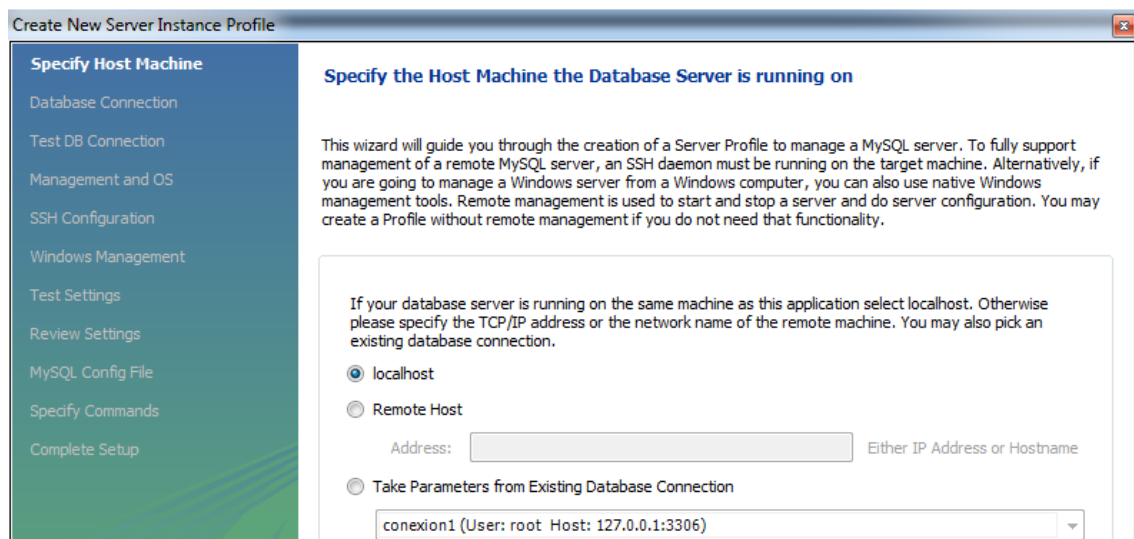 Create New Server Instance Profile
Specify Host Machine
Database Connection
Test DB Connection
Management and OS
SSH Configuration
Windows Management
Test Settings
Review Settings
MySQL Config File
Specify Commands
Complete Setup
Specify the Host Machine the Database Server is running on
This wizard will guide you through the creation of a Server Profile to manage a MySQL server. To fully support
management of a remote MySQL server, an SSH daemon must be running on the target machine. Alternatively, if
you are going to manage a Windows server from a Windows computer, you can also use native Windows
management tools. Remote management is used to start and stop a server and do server configuration. You may
create a Profile without remote management if you do not need that functionality.
If your database server is running on the same machine as this application select localhost. Otherwise
please specify the TCP/IP address or the network name of the remote machine. You may also pick an
existing database connection.
localhost
Remote Host
Address: Either IP Address or Hostname
Take Parameters from Existing Database Connection
conexion1 (User: root Host: 127.0.0.1:3306)